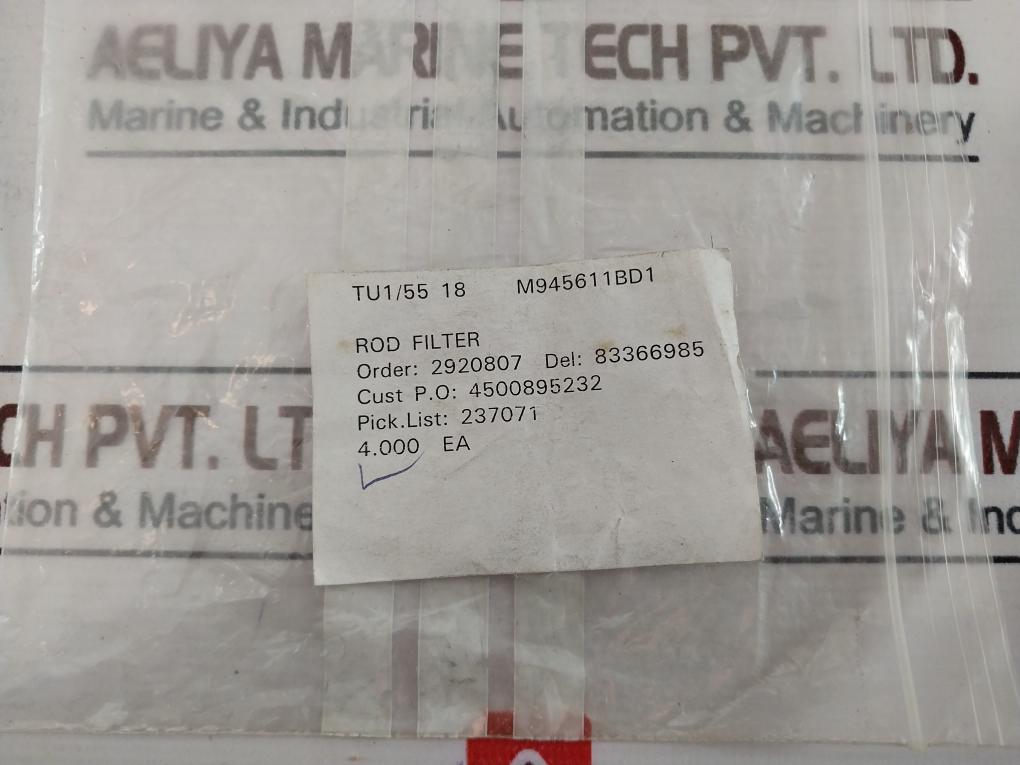 AELIYA MARINE TECH PVT. LTD.
Marine & Industrial Automation & Machinery
TU1/55 18 M945611BD1
ROD FILTER
Order: 2920807 Del: 83366985
Cust P.O: 4500895232
Pick.List: 237071
4.000 EA
CH PVT. LT
tion & Machine
AELIYA M
Marine & Ind